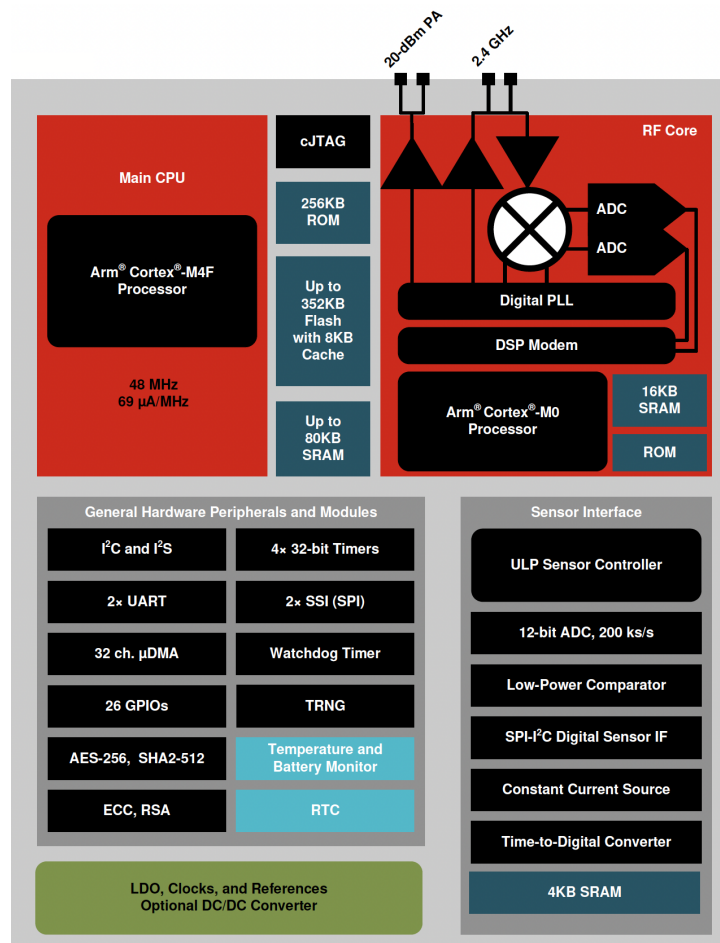 20-dBm PA
2.4 GHz
Main CPU
Arm® Cortex®-M4F
Processor
48 MHz
69 µA/MHz
cJTAG
256KB
ROM
Up to
352KB
Flash
with 8KB
Cache
Up to
80KB
SRAM
RF Core
ADC
ADC
Digital PLL
DSP Modem
Arm® Cortex®-M0
Processor
16KB
SRAM
ROM
General Hardware Peripherals and Modules
I²C and I²S
4× 32-bit Timers
2× UART
2× SSI (SPI)
32 ch. µDMA
Watchdog Timer
26 GPIOs
TRNG
AES-256, SHA2-512
Temperature and
Battery Monitor
ECC, RSA
RTC
LDO, Clocks, and References
Optional DC/DC Converter
Sensor Interface
ULP Sensor Controller
12-bit ADC, 200 ks/s
Low-Power Comparator
SPI-I²C Digital Sensor IF
Constant Current Source
Time-to-Digital Converter
4KB SRAM